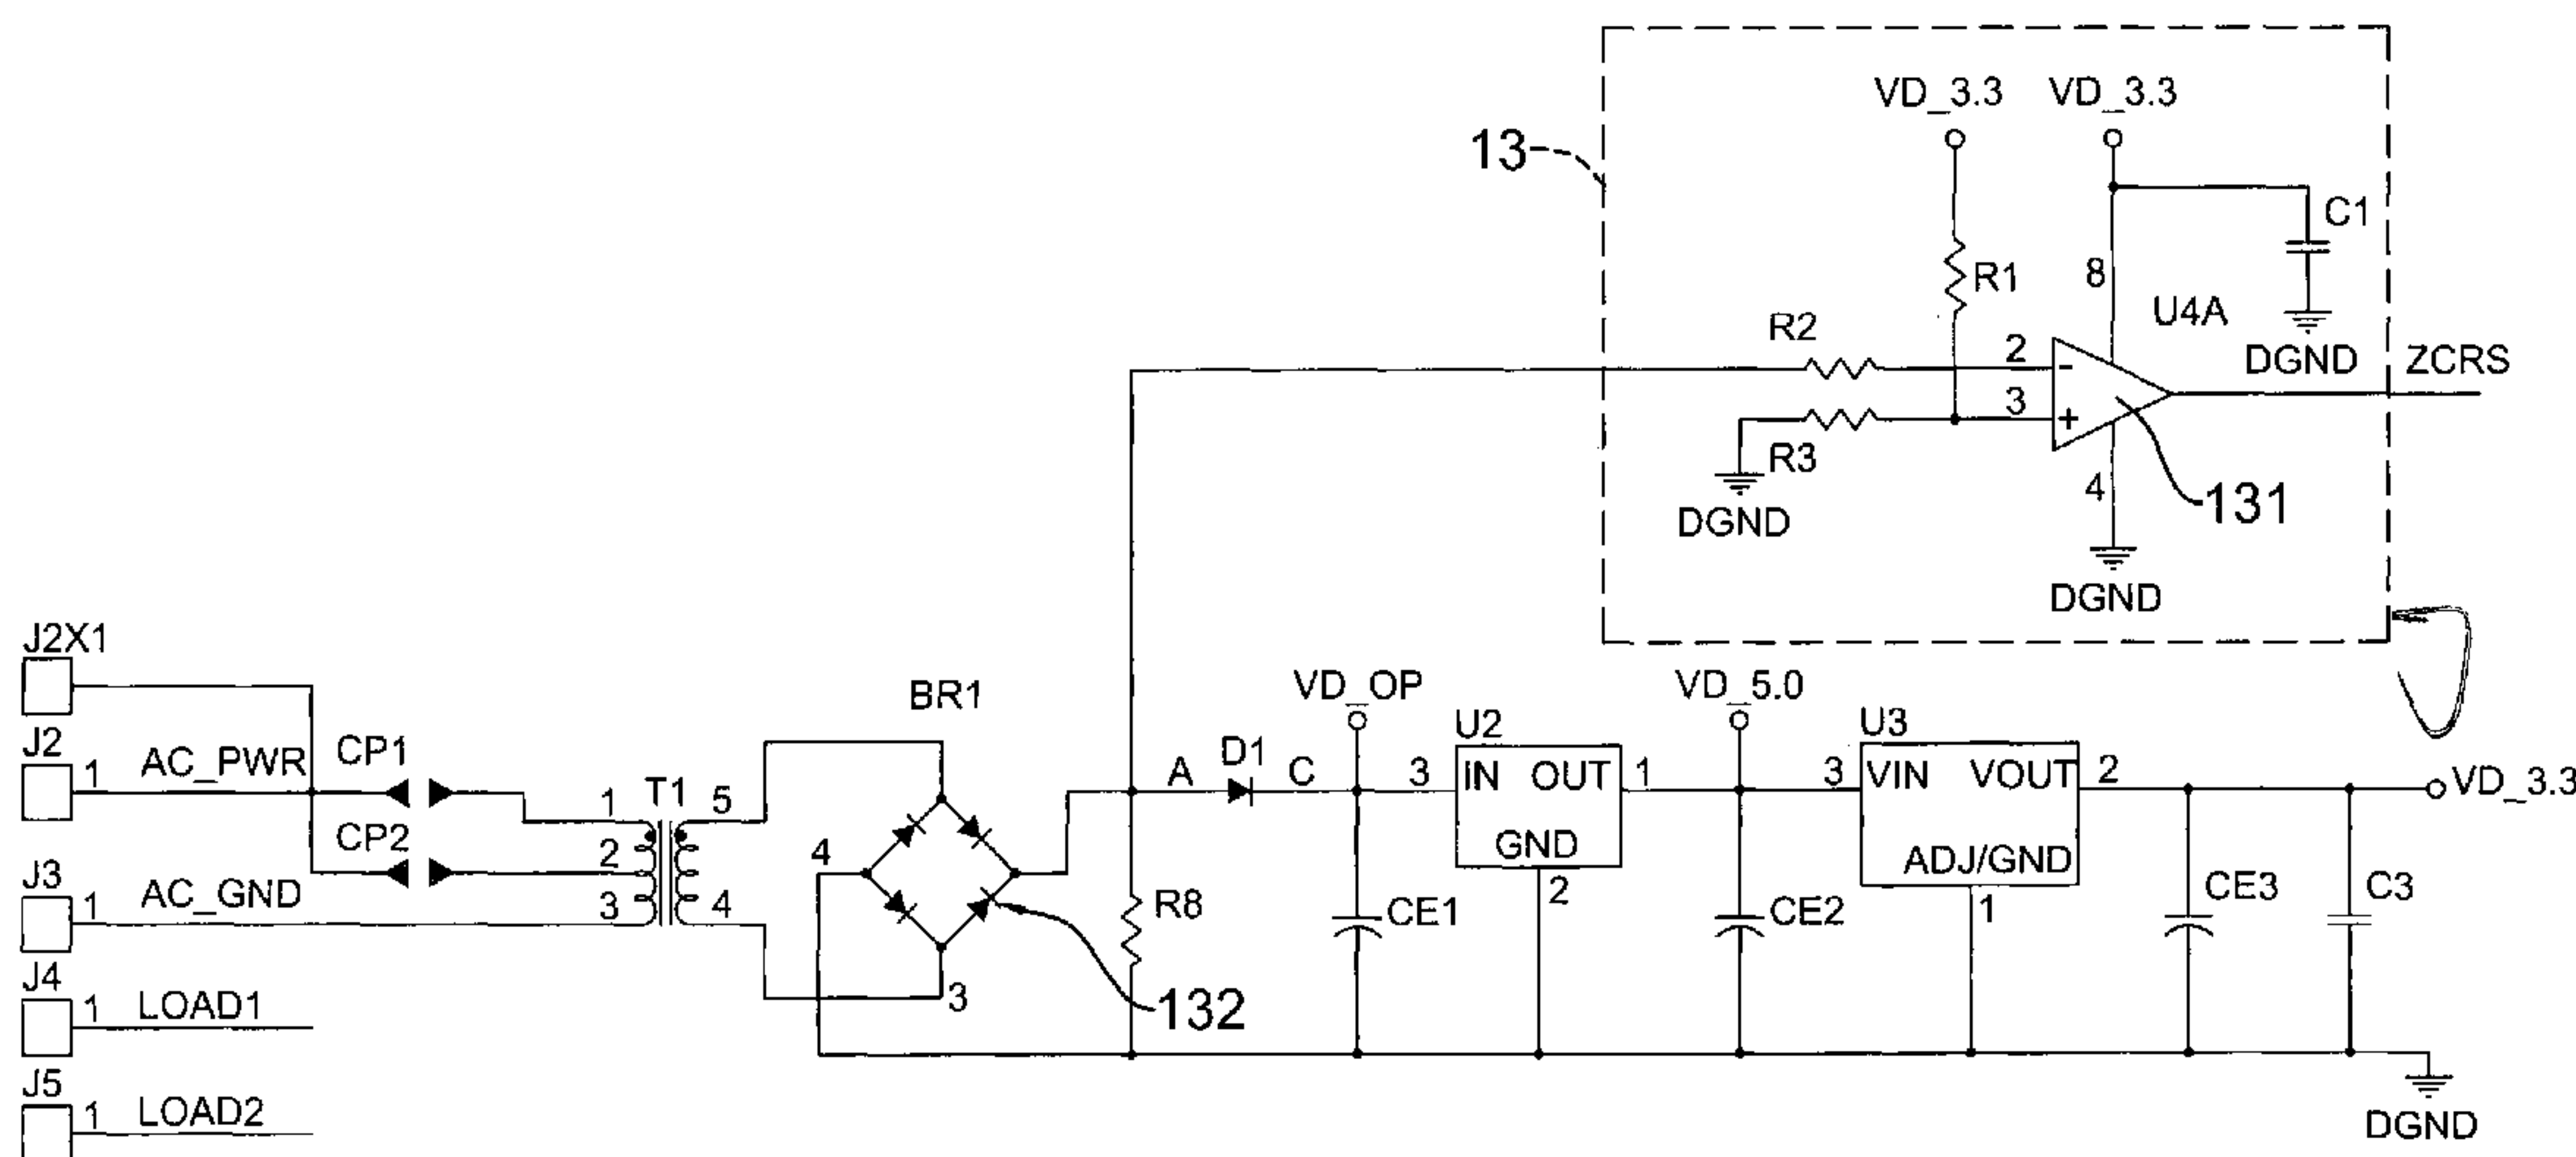 VD_3.3 VD_3.3
13
C1
8
R1
U4A
R2
2
-
DGND
ZCRS
3
+
R3
4
131
DGND
DGND
J2X1
BR1
VD_OP
VD_5.0
J2
1
AC_PWR
CP1
T1
1
5
A
D1
C
3
U2
IN OUT
1
GND
2
3
U3
VIN VOUT
2
ADJ/GND
1
VD_3.3
CP2
2
4
J3
1
AC_GND
3
4
R8
CE1
CE2
CE3
C3
3
132
J4
1
LOAD1
J5
1
LOAD2
DGND